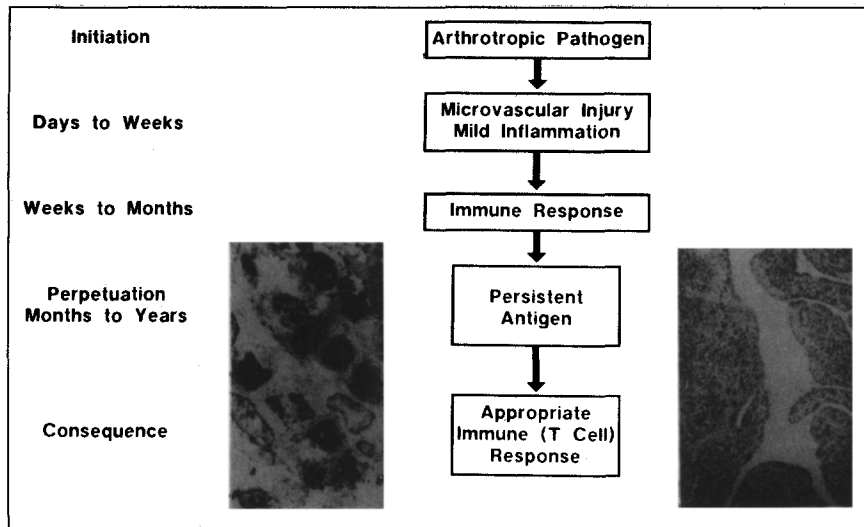 Initiation
Arthrotropic Pathogen
Days to Weeks
Microvascular Injury
Mild Inflammation
Weeks to Months
Immune Response
Perpetuation
Months to Years
Persistent
Antigen
Consequence
Appropriate
Immune (T Cell)
Response